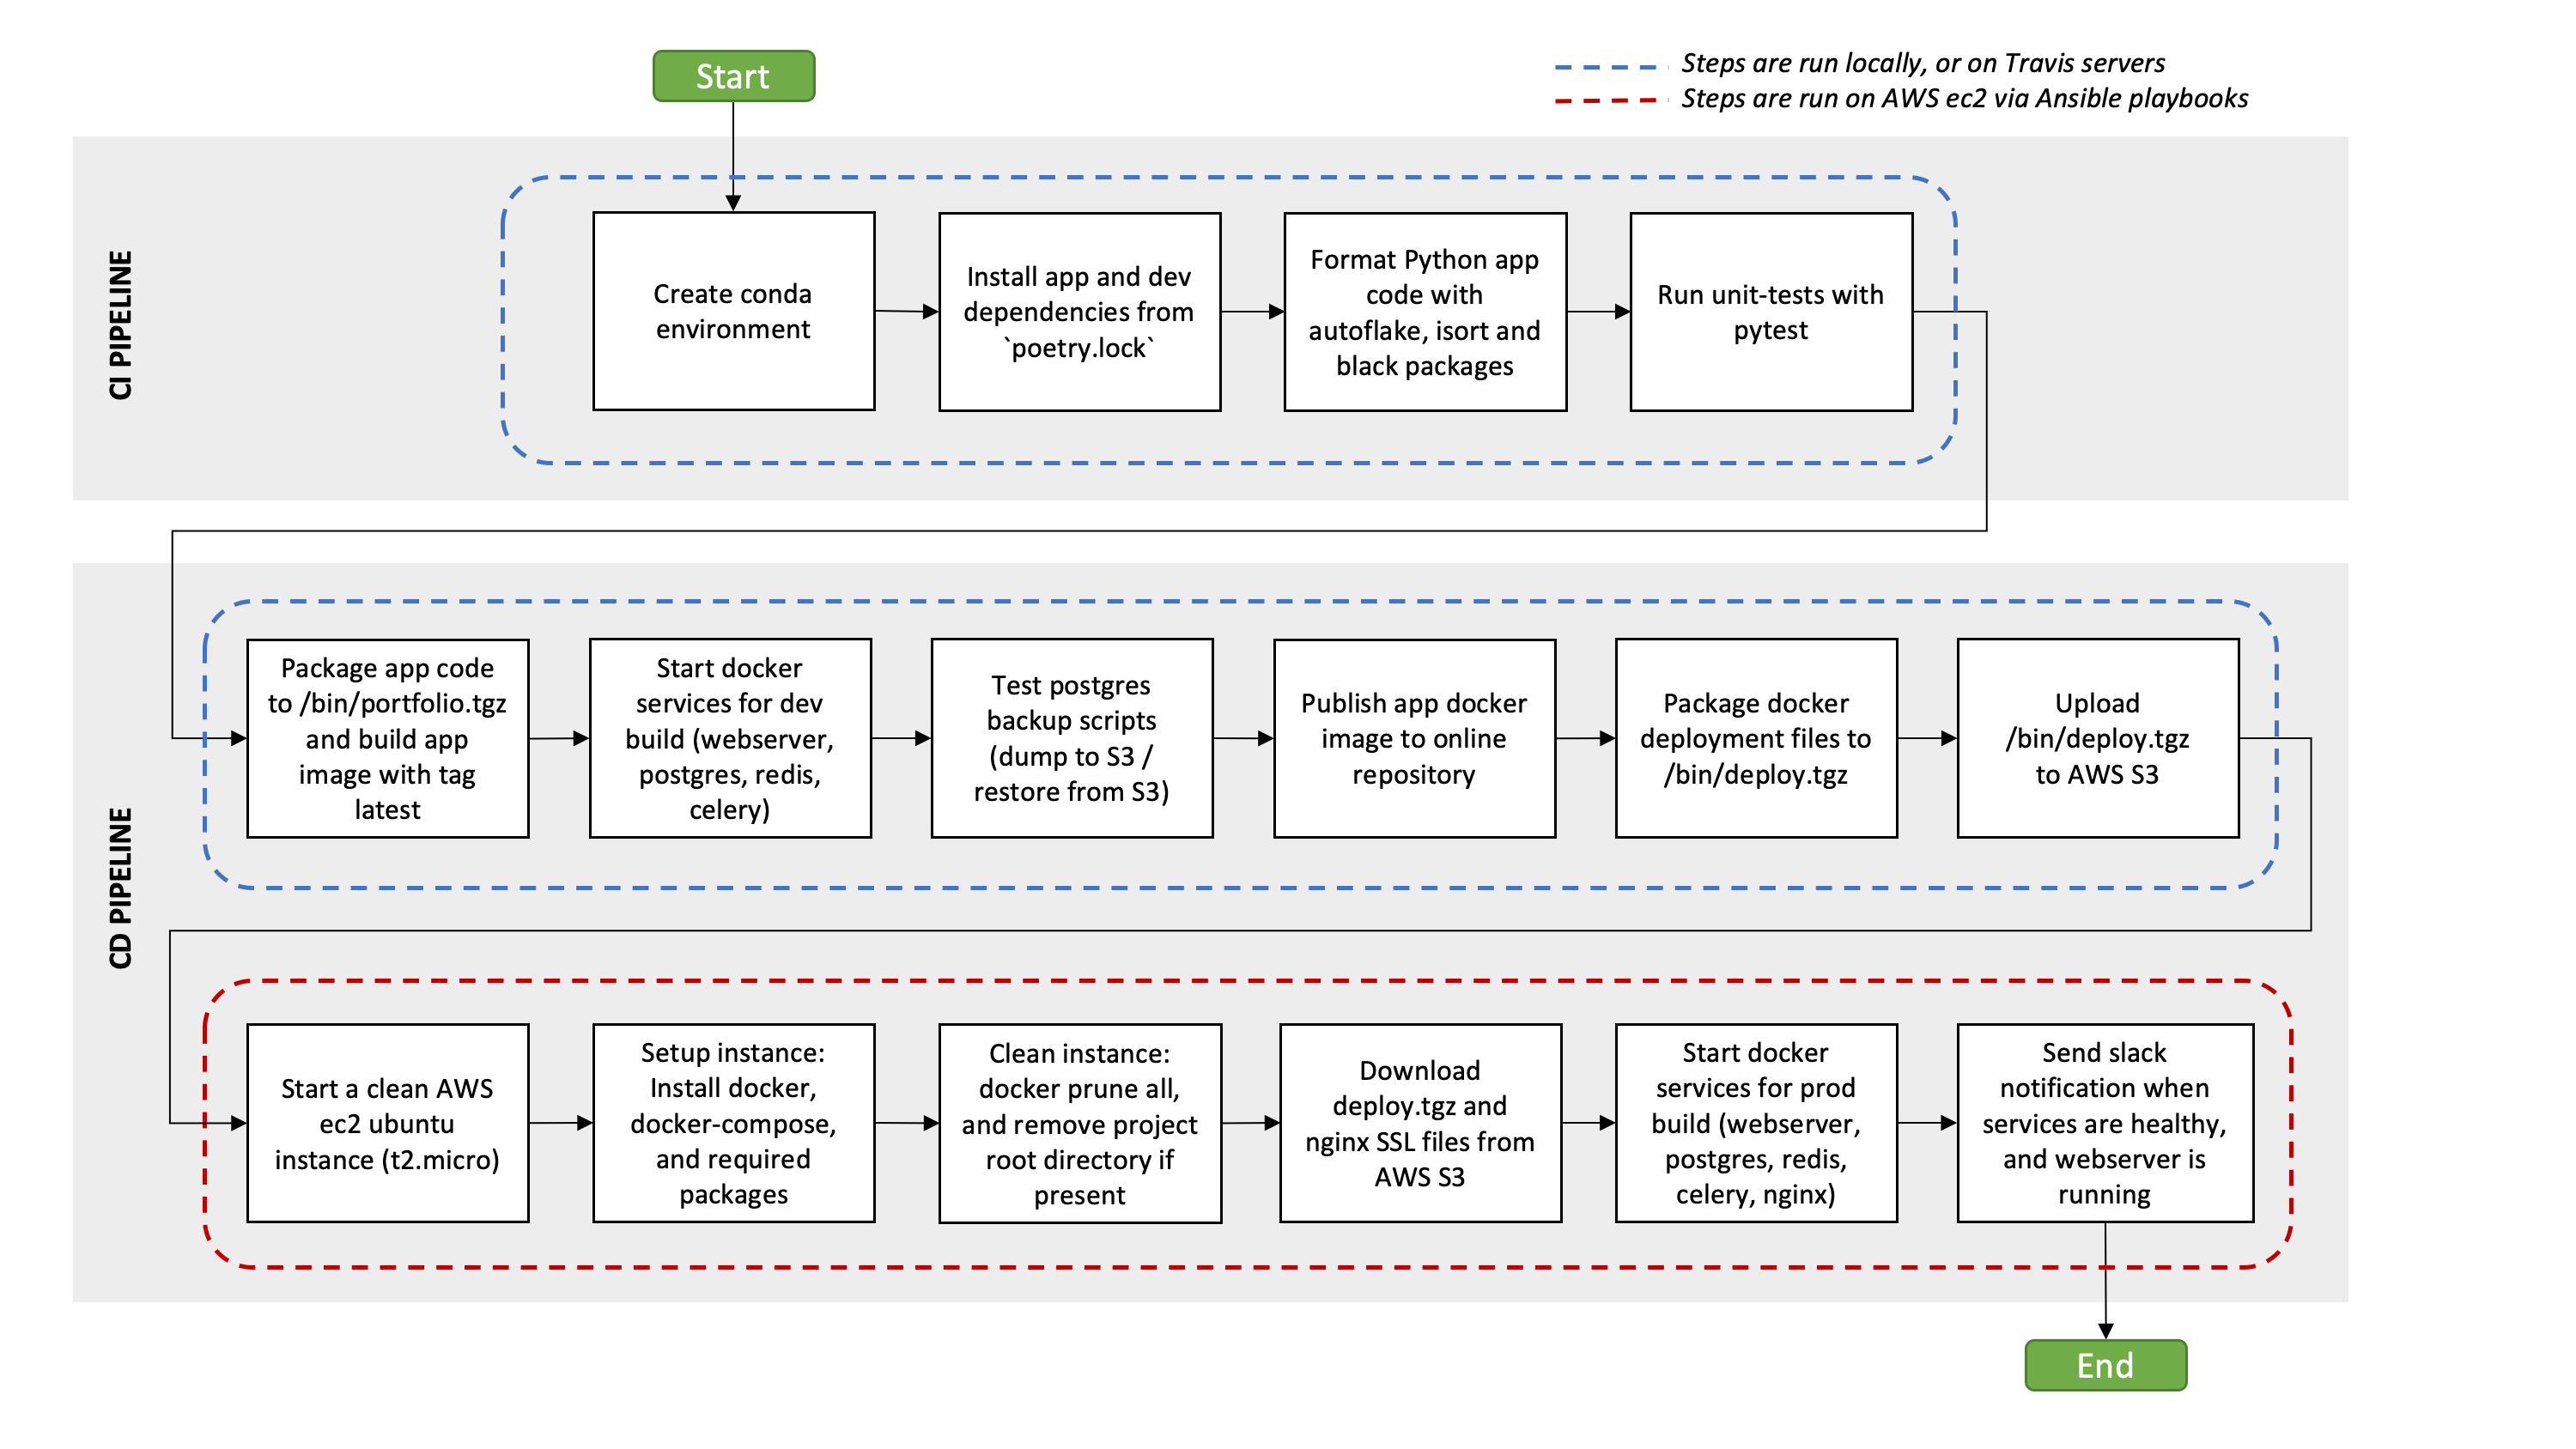 Start
Steps are run locally, or on Travis servers
Steps are run on AWS ec2 via Ansible playbooks
CI PIPELINE
Create conda
environment
Install app and dev
dependencies from
`poetry.lock`
Format Python app
code with
autoflake, isort and
black packages
Run unit-tests with
pytest
CD PIPELINE
Package app code
to /bin/portfolio.tgz
and build app
image with tag
latest
Start docker
services for dev
build (webserver,
postgres, redis,
celery)
Test postgres
backup scripts
(dump to S3 /
restore from S3)
Publish app docker
image to online
repository
Package docker
deployment files to
/bin/deploy.tgz
Upload
/bin/deploy.tgz
to AWS S3
Start a clean AWS
ec2 ubuntu
instance (t2.micro)
Setup instance:
Install docker,
docker-compose,
and required
packages
Clean instance:
docker prune all,
and remove project
root directory if
present
Download
deploy.tgz and
nginx SSL files from
AWS S3
Start docker
services for prod
build (webserver,
postgres, redis,
celery, nginx)
Send slack
notification when
services are healthy,
and webserver is
running
End